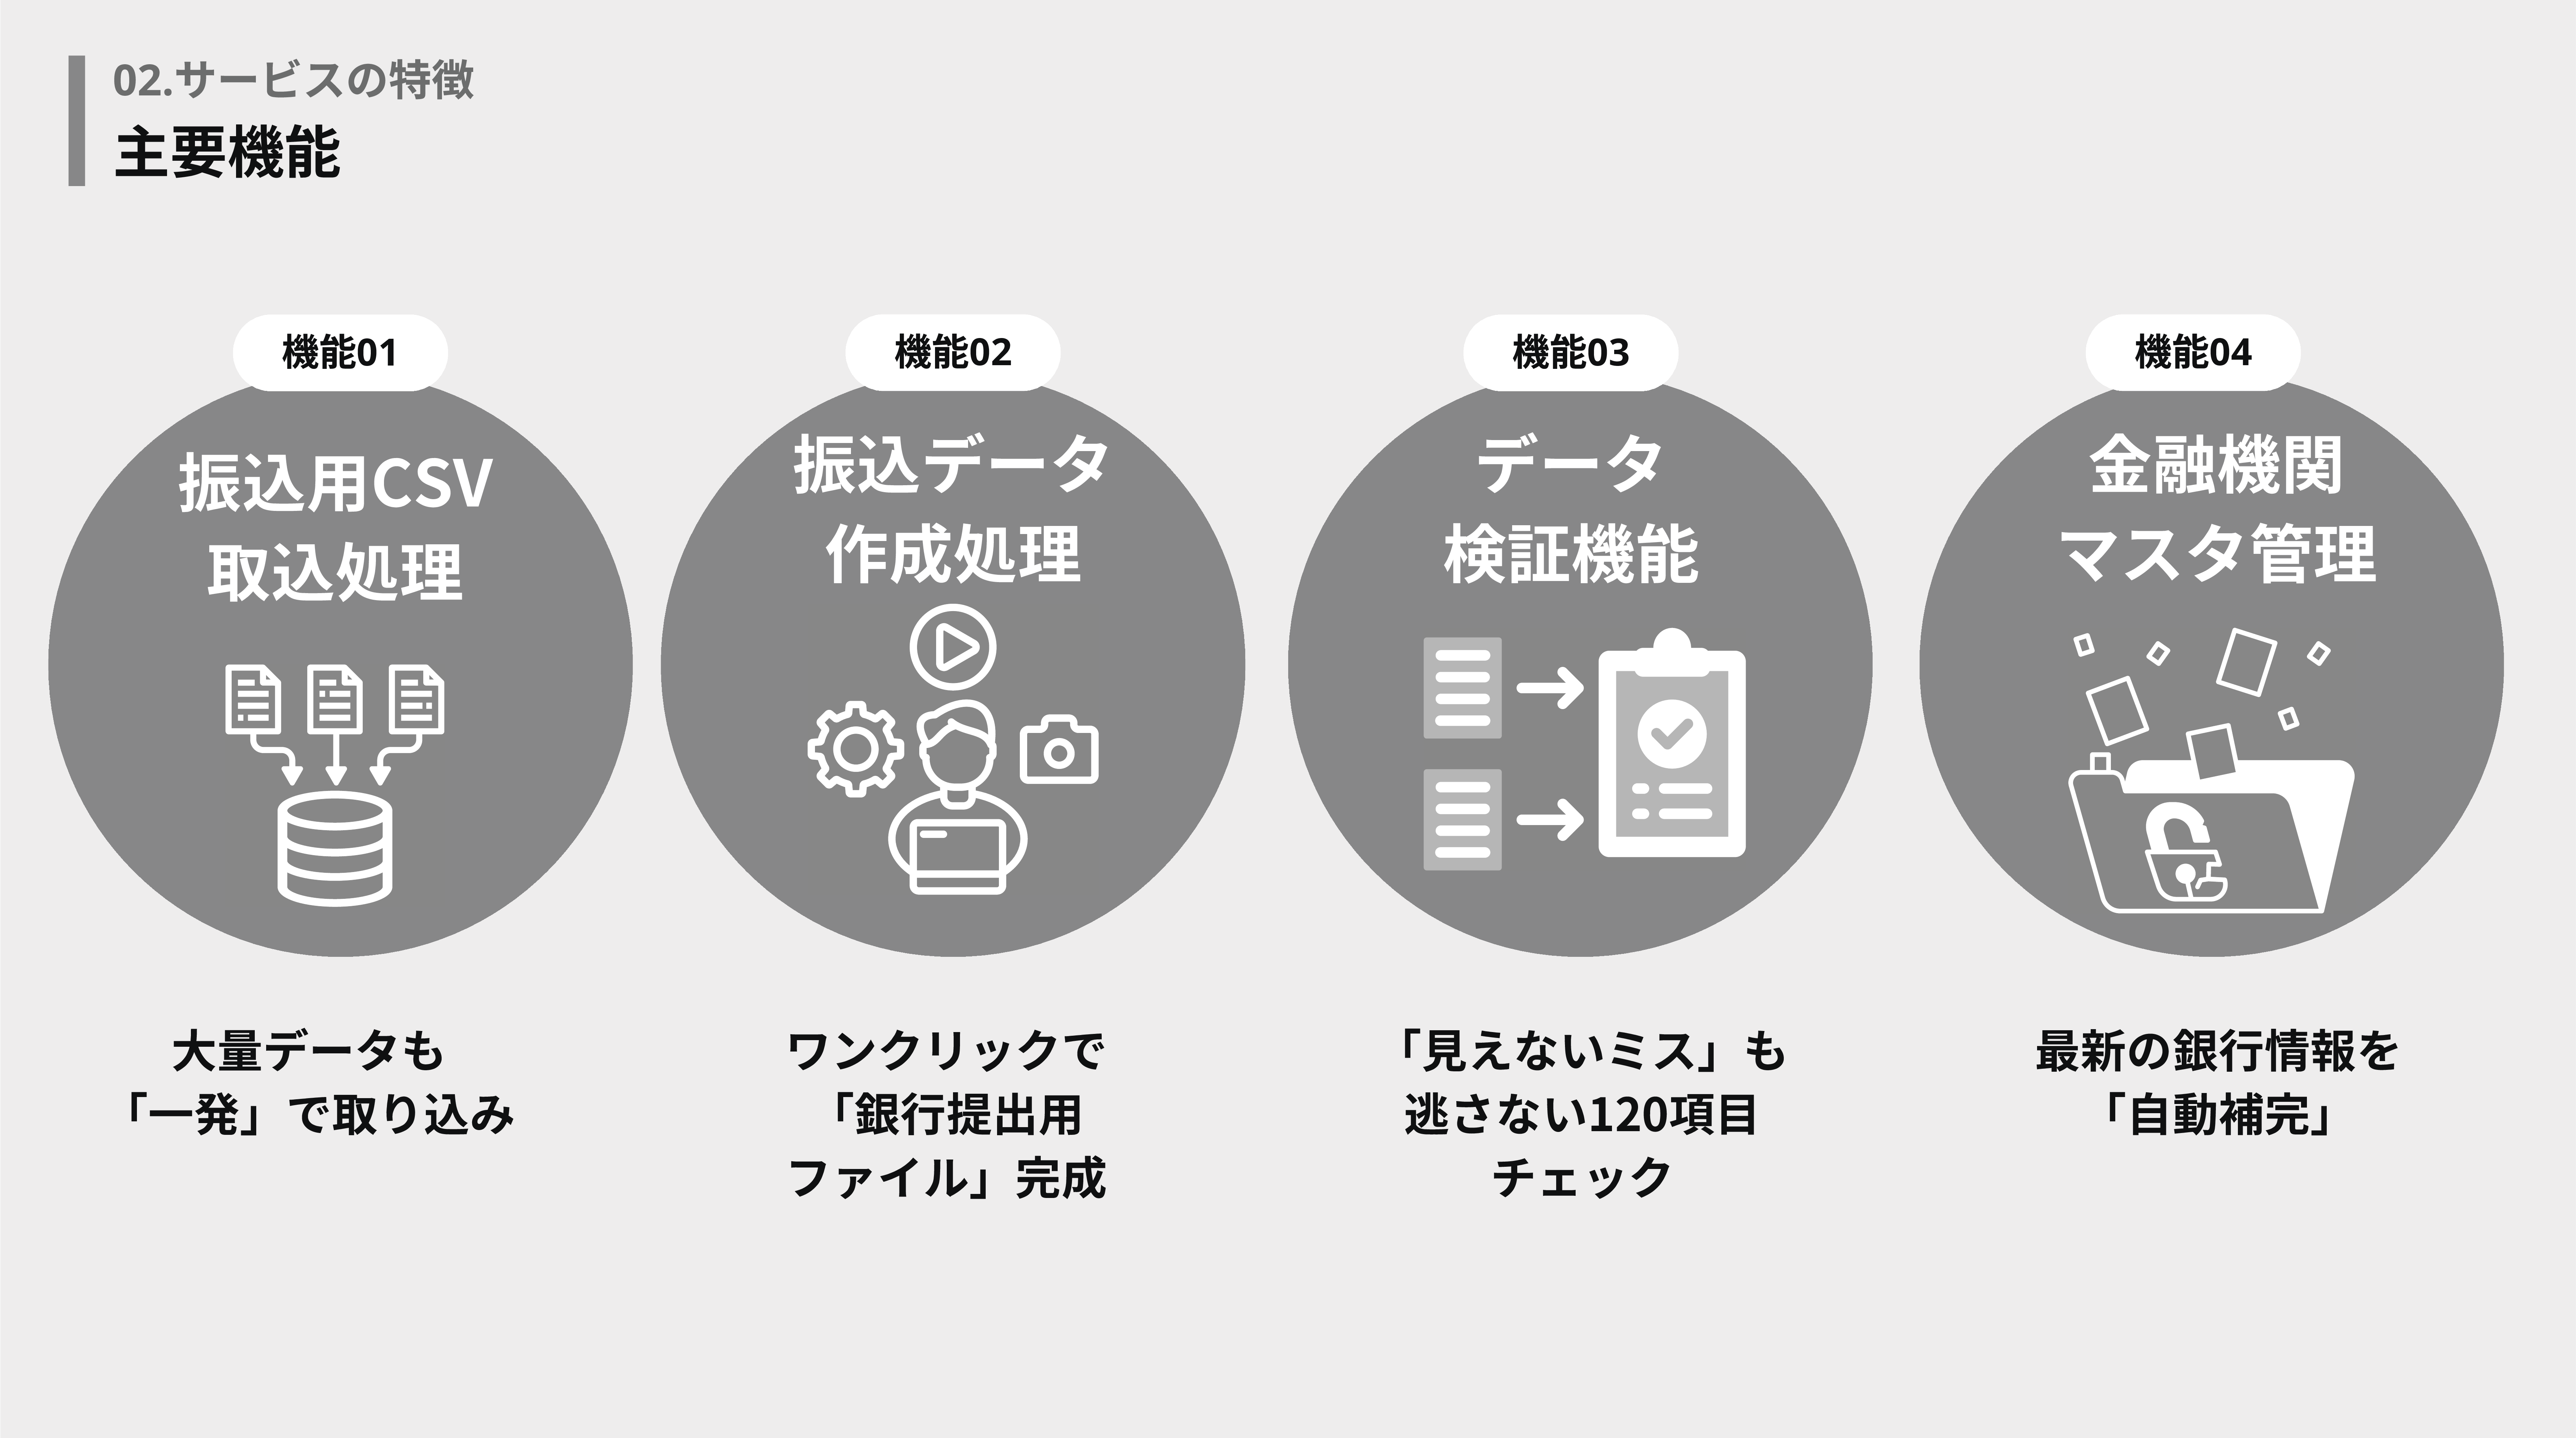 02.サービスの特徴
主要機能
機能01
振込用CSV
取込処理
大量データも
「一発」で取り込み
機能02
振込データ
作成処理
ワンクリックで
「銀行提出用
ファイル」完成
機能03
データ
検証機能
「見えないミス」も
逃さない120項目
チェック
機能04
金融機関
マスタ管理
最新の銀行情報を
「自動補完」